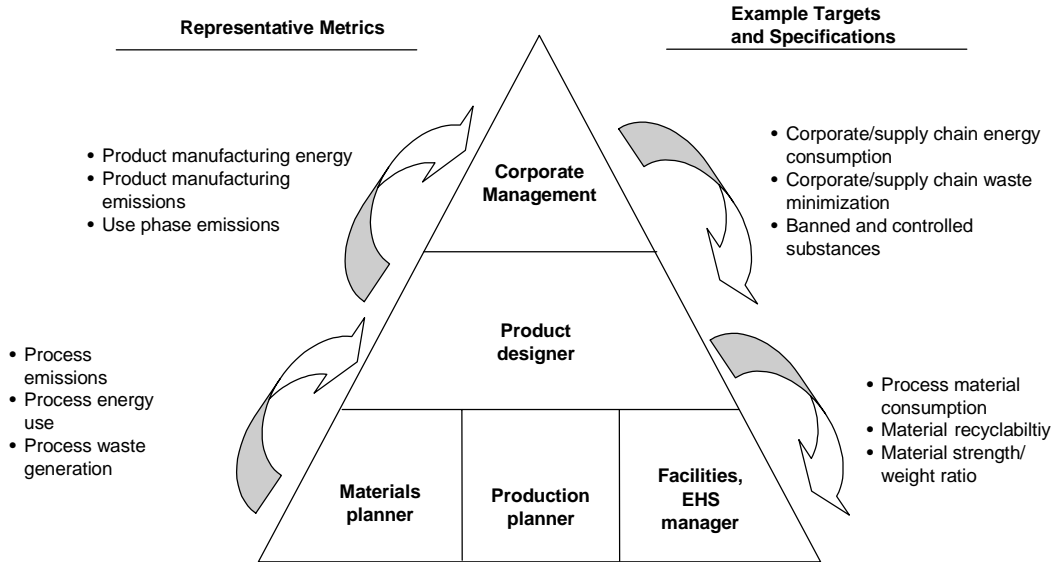 Representative Metrics
Example Targets
and Specifications
• Product manufacturing energy
• Product manufacturing
emissions
• Use phase emissions
Corporate
Management
• Corporate/supply chain energy
consumption
• Corporate/supply chain waste
minimization
• Banned and controlled
substances
Product
designer
• Process
emissions
• Process energy
use
• Process waste
generation
• Process material
consumption
• Material recyclabiltiy
• Material strength/
weight ratio
Materials
planner
Production
planner
Facilities,
EHS
manager